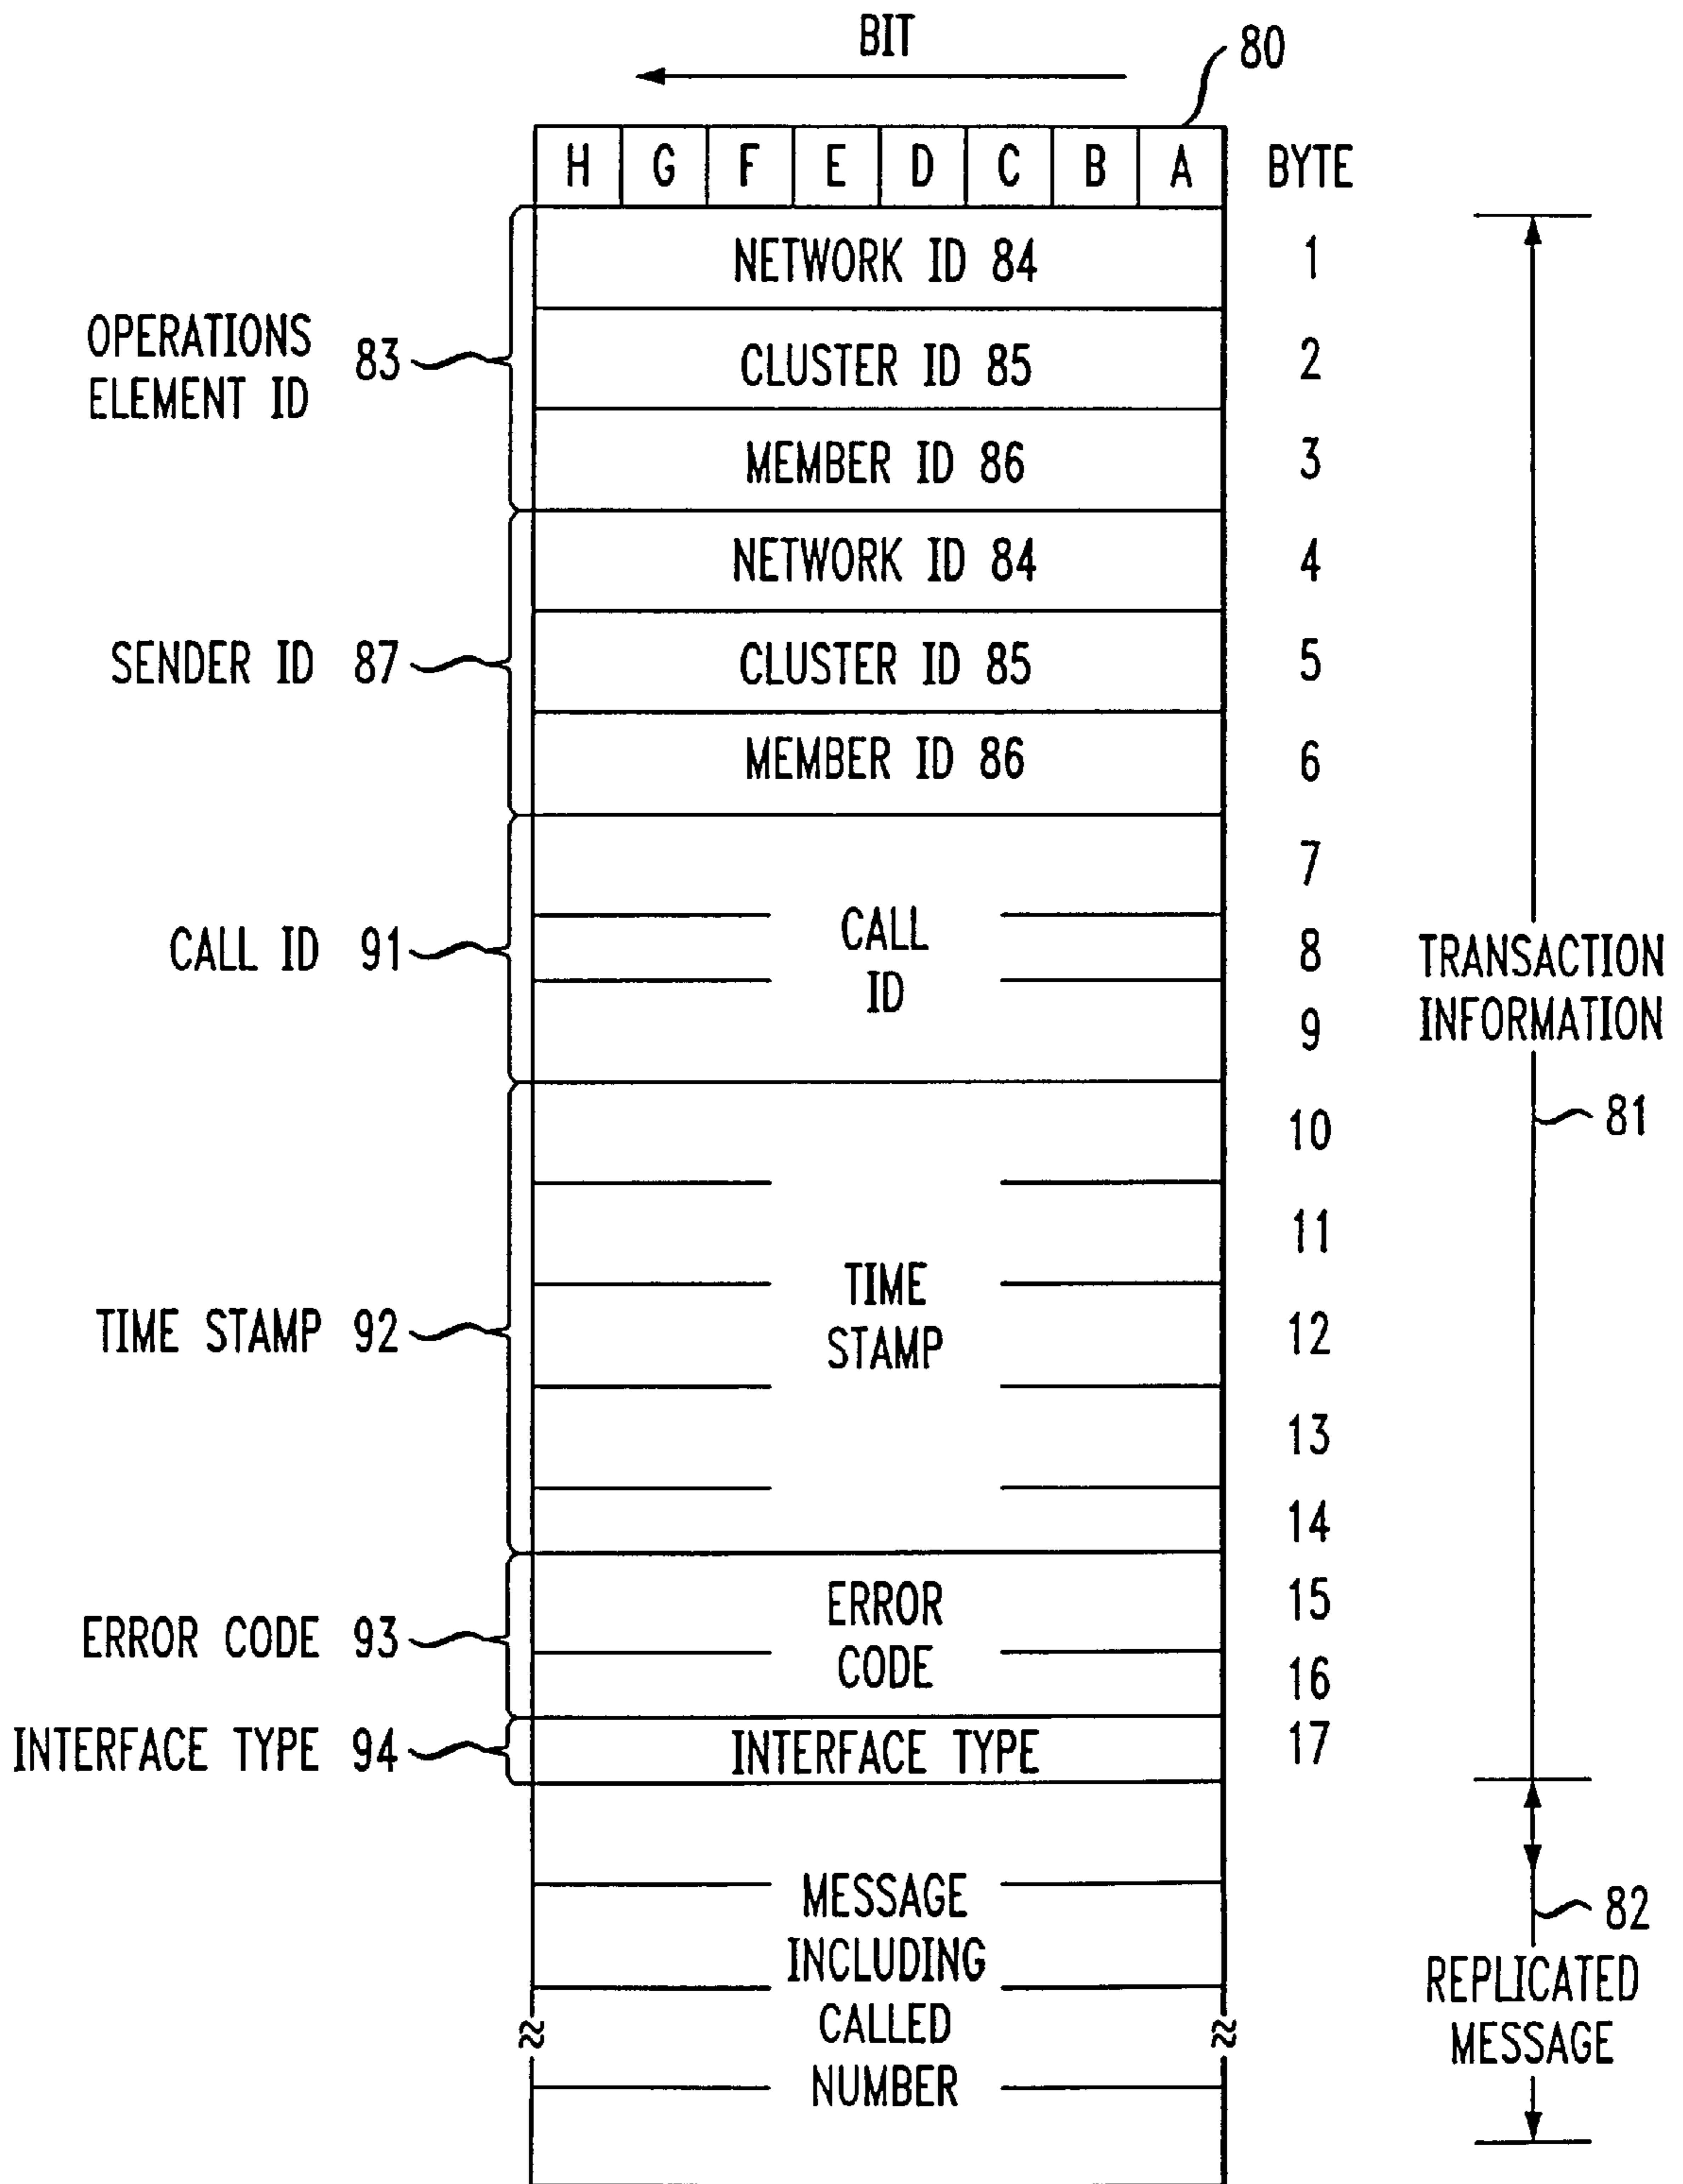 BIT
80
H G F E D C B A BYTE
NETWORK ID 84 1
OPERATIONS
ELEMENT ID 83
CLUSTER ID 85 2
MEMBER ID 86 3
NETWORK ID 84 4
SENDER ID 87 CLUSTER ID 85 5
MEMBER ID 86 6
7
CALL ID 91
CALL
ID
8
9
TRANSACTION
INFORMATION
81
10
11
TIME STAMP 92
TIME
STAMP
12
13
14
ERROR CODE 93
ERROR
CODE
15
16
INTERFACE TYPE 94 INTERFACE TYPE 17
MESSAGE
INCLUDING
CALLED
NUMBER
82
REPLICATED
MESSAGE